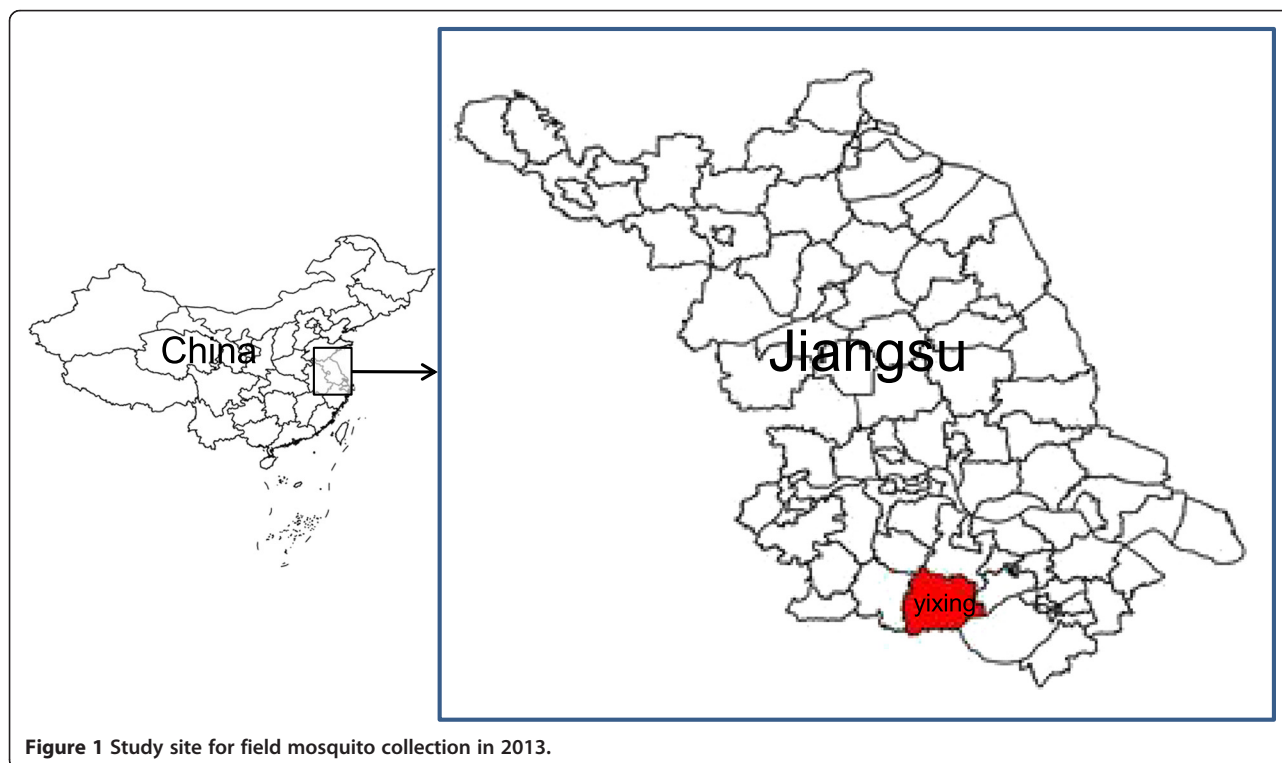 China
Jiangsu
yixing
Figure 1 Study site for field mosquito collection in 2013.